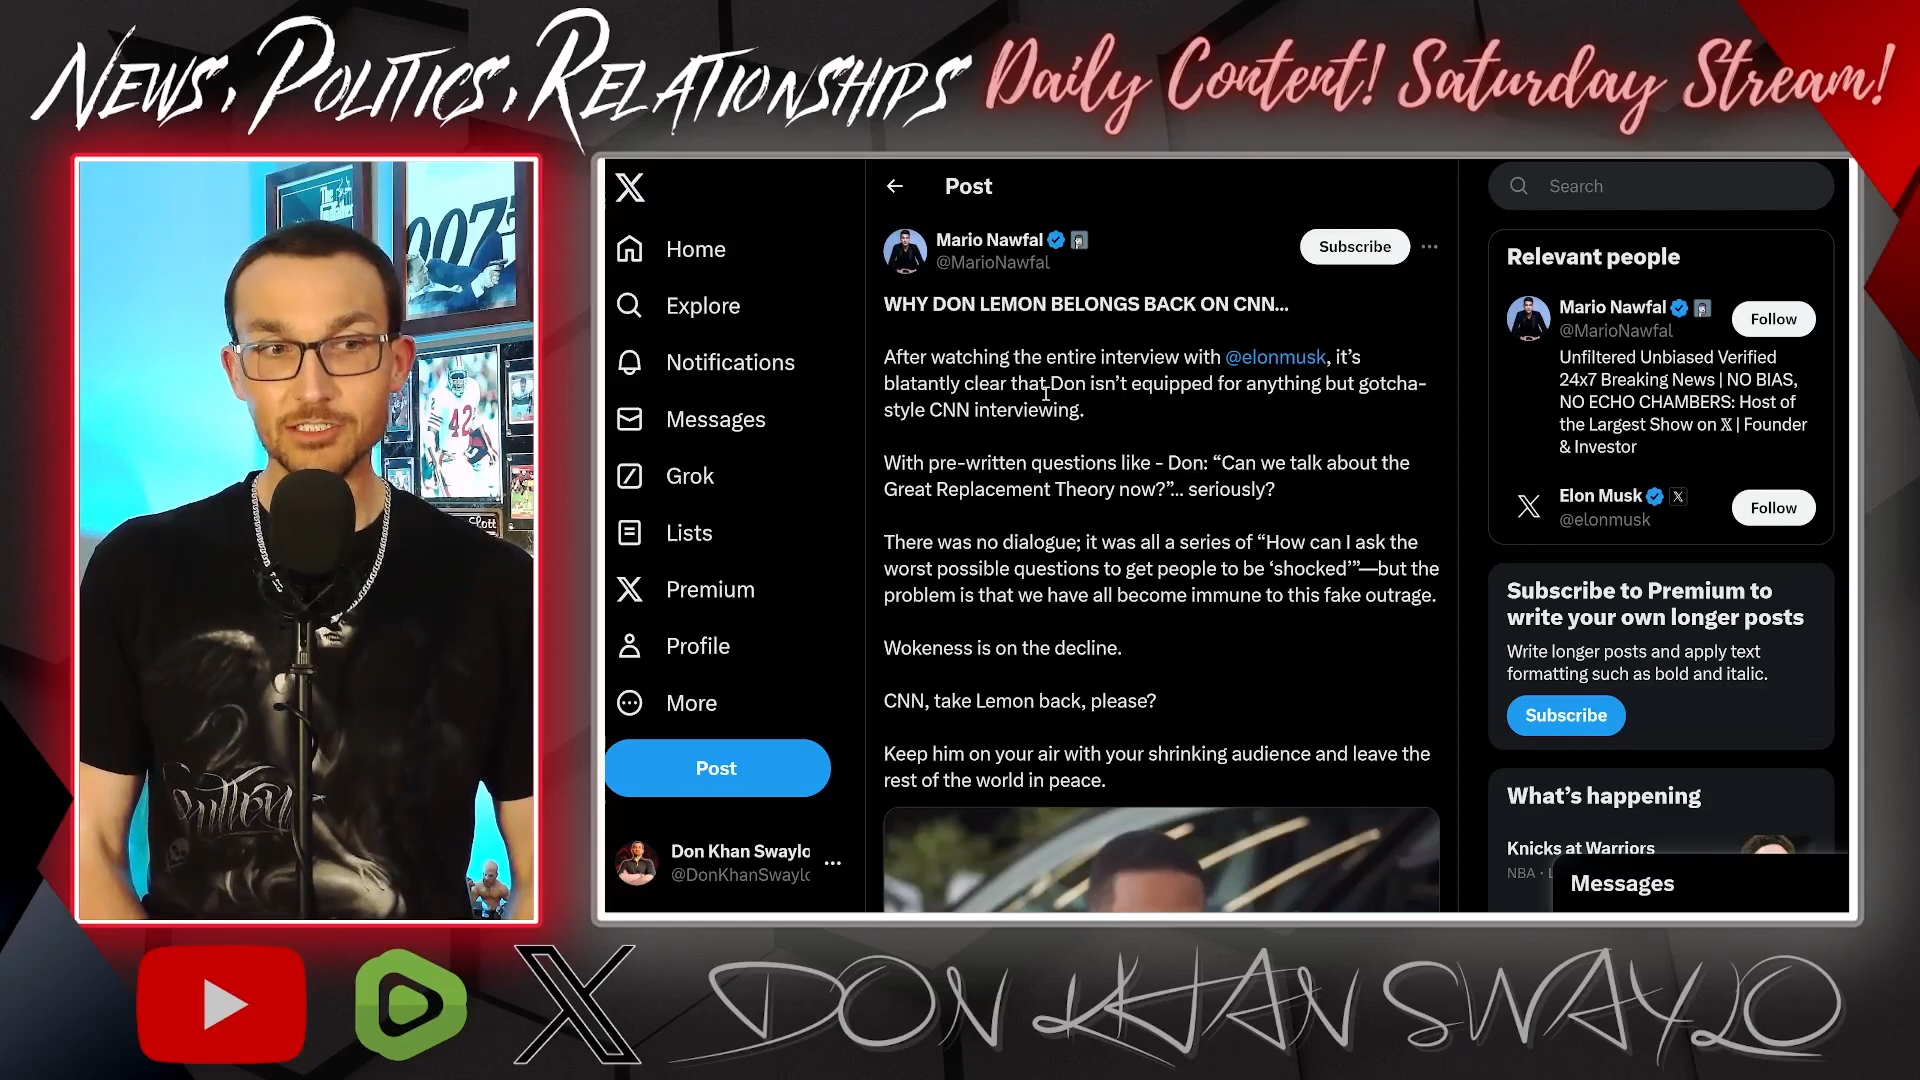 NEWS, POLITICS, RELATIONSHIPS Daily Content! Saturday Stream!
The
007
42
Scott
X
Home
Explore
Notifications
Messages
Grok
Lists
Premium
Profile
More
Post
Don Khan Swaylo
@DonKhanSwaylo
Post
Mario Nawfal
@MarioNawfal
Subscribe
WHY DON LEMON BELONGS BACK ON CNN...
After watching the entire interview with @elonmusk, it’s
blatantly clear that Don isn’t equipped for anything but gotcha-
style CNN interviewing.
With pre-written questions like - Don: “Can we talk about the
Great Replacement Theory now?”... seriously?
There was no dialogue; it was all a series of “How can I ask the
worst possible questions to get people to be ‘shocked’”—but the
problem is that we have all become immune to this fake outrage.
Wokeness is on the decline.
CNN, take Lemon back, please?
Keep him on your air with your shrinking audience and leave the
rest of the world in peace.
Search
Relevant people
Mario Nawfal
@MarioNawfal
Follow
Unfiltered Unbiased Verified
24x7 Breaking News | NO BIAS,
NO ECHO CHAMBERS: Host of
the Largest Show on 𝕏 | Founder
& Investor
Elon Musk
@elonmusk
Follow
Subscribe to Premium to
write your own longer posts
Write longer posts and apply text
formatting such as bold and italic.
Subscribe
What’s happening
Knicks at Warriors
NBA · L
Messages
DON KHAN SWAYLO